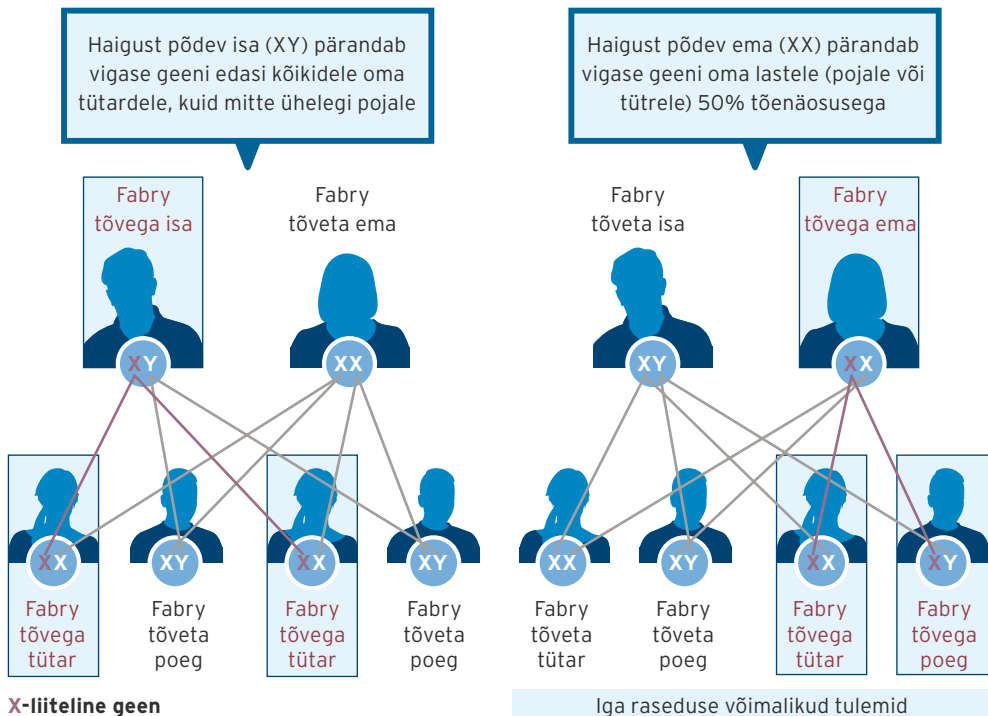 Haigust põdev isa (XY) pärandab
vigase geeni edasi kõikidele oma
tütardele, kuid mitte ühelegi pojale
Haigust põdev ema (XX) pärandab
vigase geeni oma lastele (pojale või
tütrele) 50% tõenäosusega
Fabry
tõvega isa
Fabry
tõveta ema
Fabry
tõveta isa
Fabry
tõvega ema
XY
XX
XY
XX
XX
XY
XX
XY
XX
XY
XX
XY
Fabry
tõvega
tütar
Fabry
tõveta
poeg
Fabry
tõvega
tütar
Fabry
tõveta
poeg
Fabry
tõveta
tütar
Fabry
tõveta
poeg
Fabry
tõvega
tütar
Fabry
tõvega
poeg
X-liiteline geen
Iga raseduse võimalikud tulemid